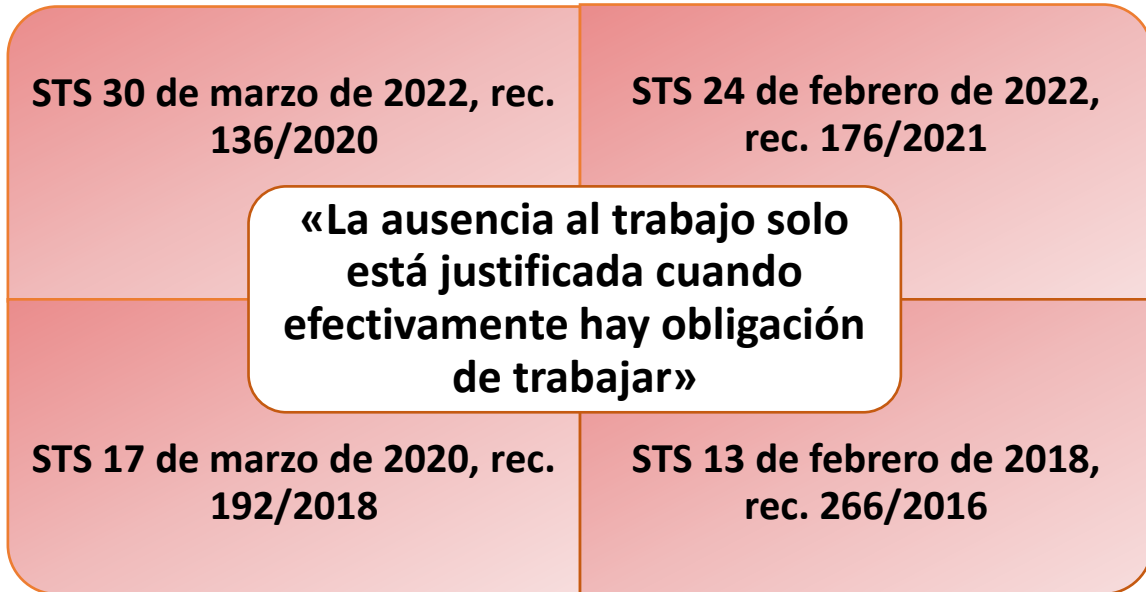 STS 30 de marzo de 2022, rec.
136/2020
STS 24 de febrero de 2022,
rec. 176/2021
«La ausencia al trabajo solo
está justificada cuando
efectivamente hay obligación
de trabajar»
STS 17 de marzo de 2020, rec.
192/2018
STS 13 de febrero de 2018,
rec. 266/2016